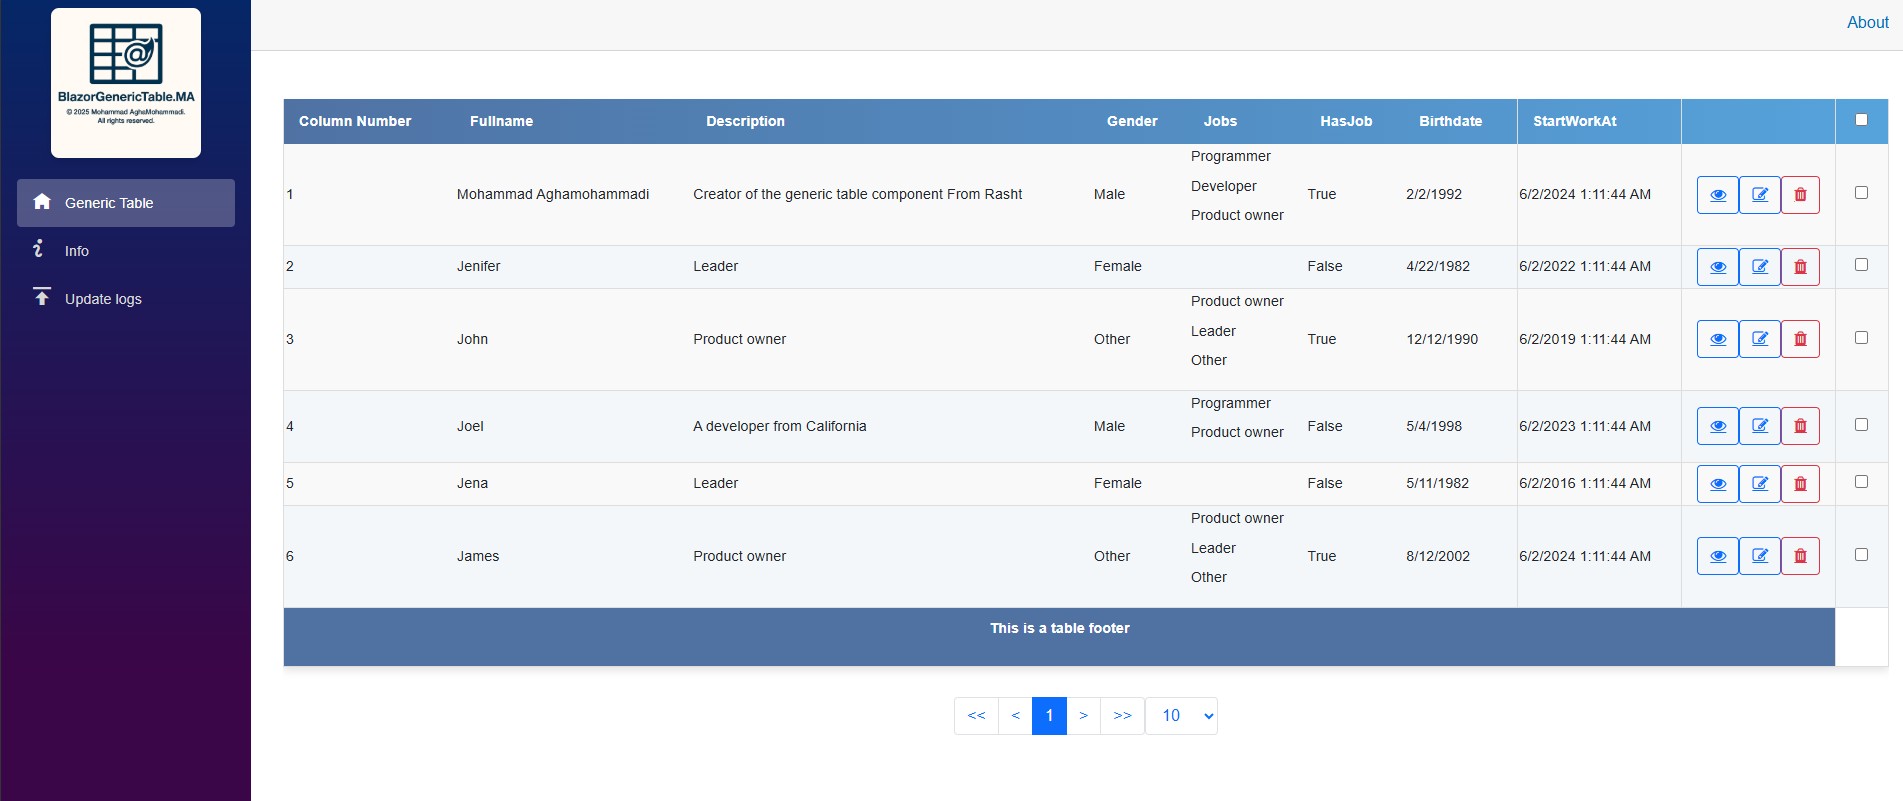 About
BlazorGenericTable.MA
© 2025 Mohammad AghaMohammadi.
All rights reserved.
Generic Table
Info
Update logs
Column Number Fullname Description Gender Jobs HasJob Birthdate StartWorkAt
1 Mohammad Aghamohammadi Creator of the generic table component From Rasht Male Programmer Developer Product owner True 2/2/1992 6/2/2024 1:11:44 AM
2 Jenifer Leader Female False 4/22/1982 6/2/2022 1:11:44 AM
3 John Product owner Other Product owner Leader Other True 12/12/1990 6/2/2019 1:11:44 AM
4 Joel A developer from California Male Programmer Product owner False 5/4/1998 6/2/2023 1:11:44 AM
5 Jena Leader Female False 5/11/1982 6/2/2016 1:11:44 AM
6 James Product owner Other Product owner Leader Other True 8/12/2002 6/2/2024 1:11:44 AM
This is a table footer
<< < 1 > >> 10